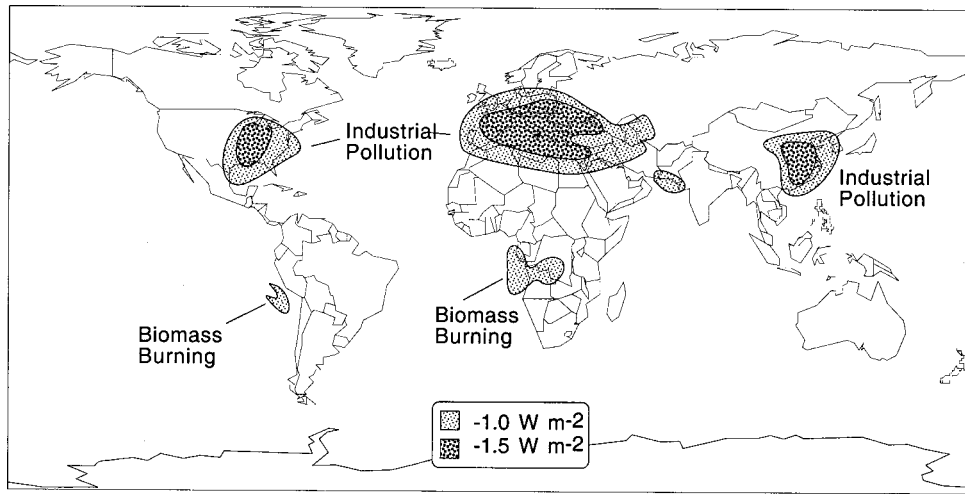 Industrial
Pollution
Industrial
Pollution
Biomass
Burning
Biomass
Burning
-1.0 W m-2
-1.5 W m-2